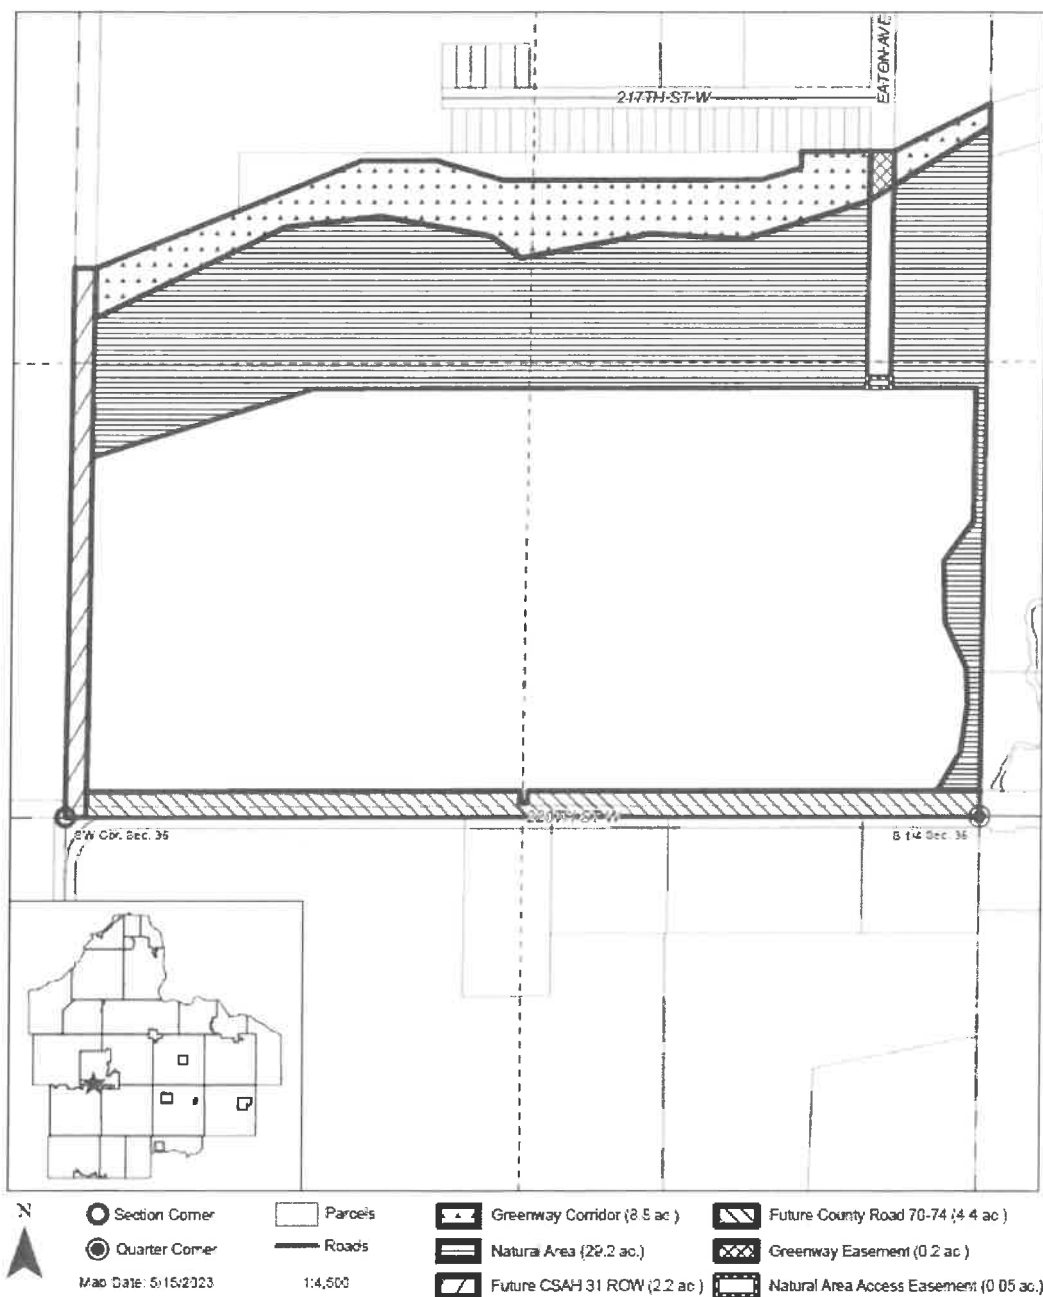 217TH-ST-W
EATON-AVE
220TH-ST-W
SW Cor. Sec. 36
S 1/4 Sec. 36
N
Section Corner
Quarter Corner
Map Date: 5/15/2023
Parcels
Roads
1:4,500
Greenway Corridor (8.5 ac.)
Natural Area (29.2 ac.)
Future CSAH 31 ROW (2.2 ac.)
Future County Road 70-74 (4.4 ac.)
Greenway Easement (0.2 ac.)
Natural Area Access Easement (0.05 ac.)